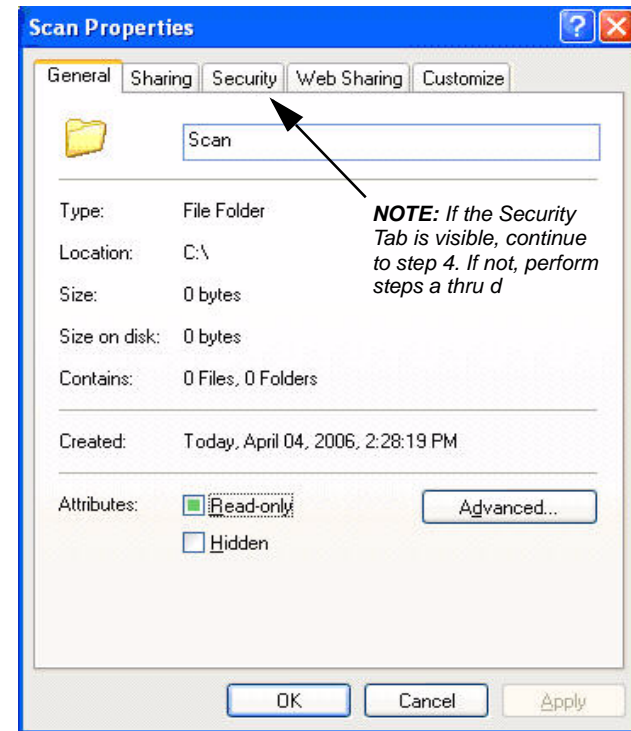 Scan Properties
General Sharing Security Web Sharing Customize
Scan
NOTE: If the Security
Tab is visible, continue
to step 4. If not, perform
steps a thru d
Type: File Folder
Location: C:\
Size: 0 bytes
Size on disk: 0 bytes
Contains: 0 Files, 0 Folders
Created: Today, April 04, 2006, 2:28:19 PM
Attributes: Read-only Advanced...
Hidden
OK Cancel Apply